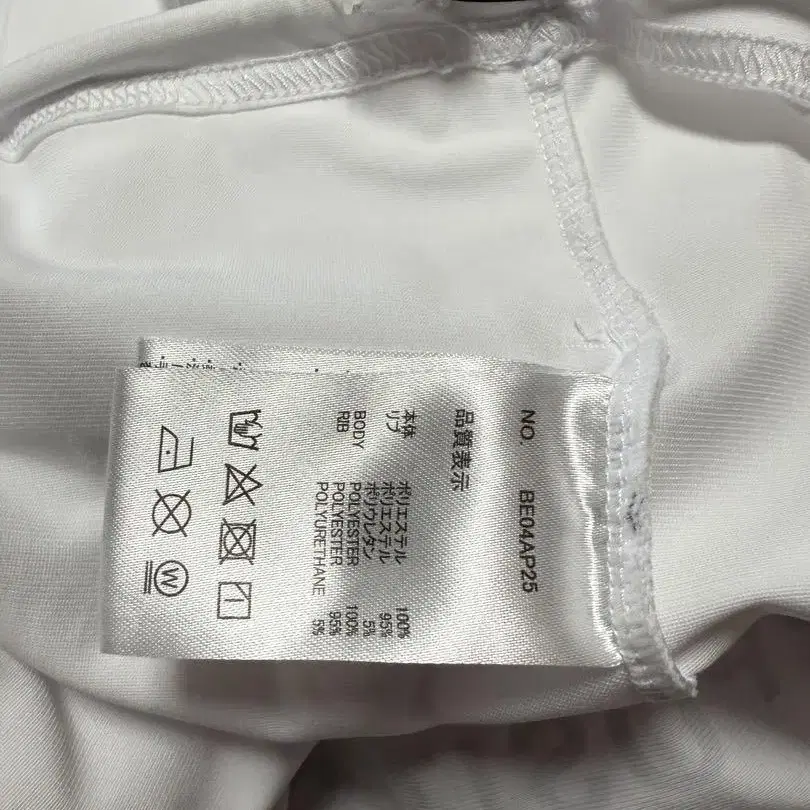 NO. BE04AP25
品質表示
本体 ポリエステル 100%
リブ ポリエステル 95%
ポリウレタン 5%
BODY POLYESTER 100%
RIB POLYESTER 95%
POLYURETHANE 5%
W